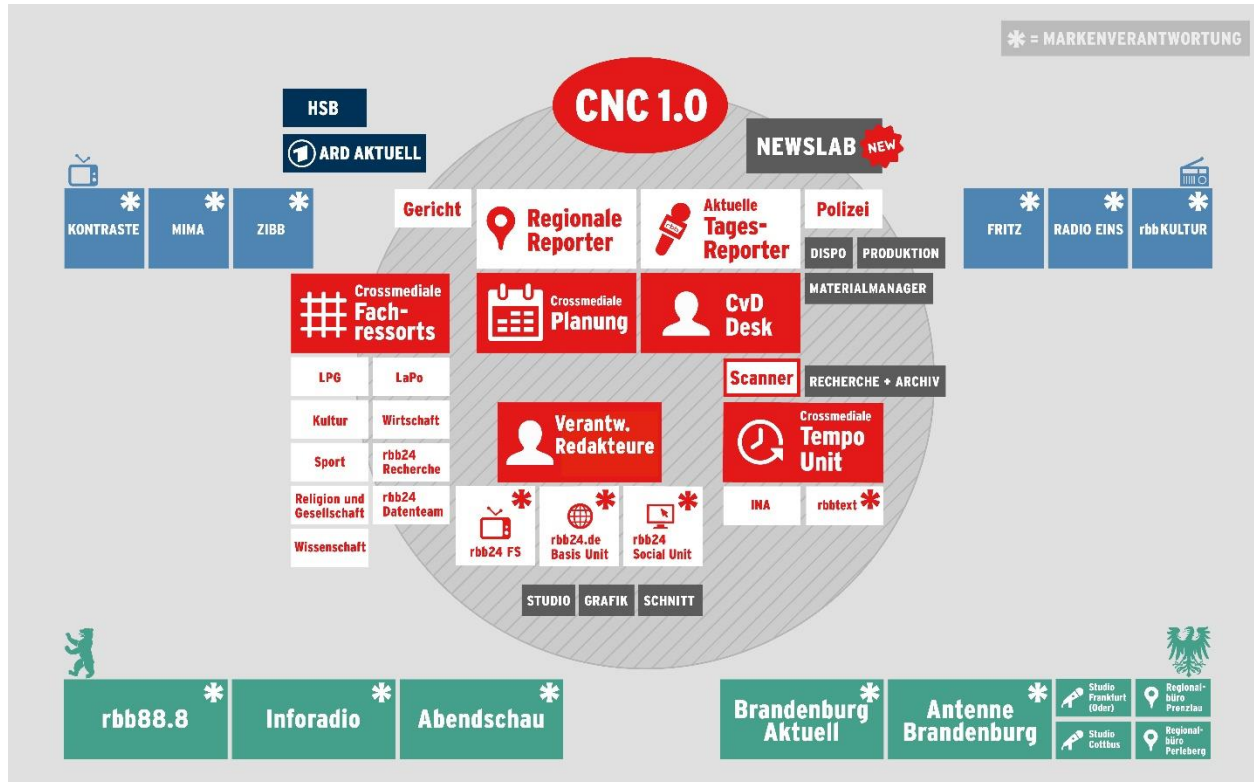 ✱ = MARKENVERANTWORTUNG
CNC 1.0
HSB
1 ARD AKTUELL
NEWSLAB
NEW
KONTRASTE
MIMA
ZIBB
Gericht
Regionale
Reporter
rbb
Aktuelle
Tages-
Reporter
Polizei
DISPO
PRODUKTION
MATERIALMANAGER
FRITZ
RADIO EINS
rbbKULTUR
Crossmediale
Fach-
ressorts
Crossmediale
Planung
CvD
Desk
LPG
LaPo
Kultur
Wirtschaft
Sport
rbb24
Recherche
Religion und
Gesellschaft
rbb24
Datenteam
Wissenschaft
Scanner
RECHERCHE + ARCHIV
Verantw.
Redakteure
Crossmediale
Tempo
Unit
rbb24 FS
rbb24.de
Basis Unit
rbb24
Social Unit
INA
rbbtext
STUDIO
GRAFIK
SCHNITT
rbb88.8
Inforadio
Abendschau
Brandenburg
Aktuell
Antenne
Brandenburg
Studio
Frankfurt
(Oder)
Regional-
büro
Prenzlau
Studio
Cottbus
Regional-
büro
Perleberg